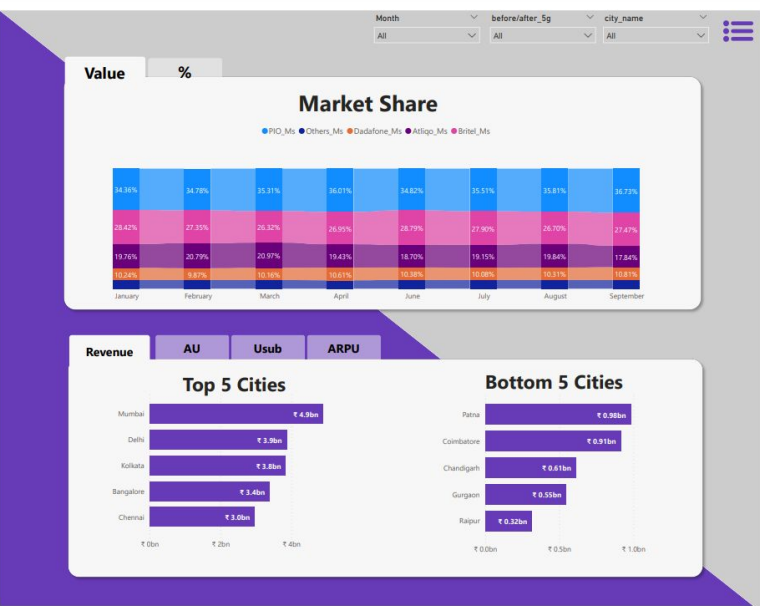 Month before/after_5g city_name
All All All
Value %
Market Share
PIO_Ms Others_Ms Dadafone_Ms Atliqo_Ms Britel_Ms
34.36% 34.78% 35.31% 36.01% 34.82% 35.51% 35.81% 36.73%
28.42% 27.35% 26.32% 26.95% 28.79% 27.90% 26.70% 27.47%
19.76% 20.79% 20.97% 19.43% 18.70% 19.15% 19.84% 17.84%
10.24% 9.87% 10.16% 10.61% 10.38% 10.08% 10.31% 10.81%
January February March April June July August September
Revenue AU Usub ARPU
Top 5 Cities
Mumbai ₹ 4.9bn
Delhi ₹ 3.9bn
Kolkata ₹ 3.8bn
Bangalore ₹ 3.4bn
Chennai ₹ 3.0bn
₹ 0bn ₹ 2bn ₹ 4bn
Bottom 5 Cities
Patna ₹ 0.98bn
Coimbatore ₹ 0.91bn
Chandigarh ₹ 0.61bn
Gurgaon ₹ 0.55bn
Raipur ₹ 0.32bn
₹ 0.0bn ₹ 0.5bn ₹ 1.0bn